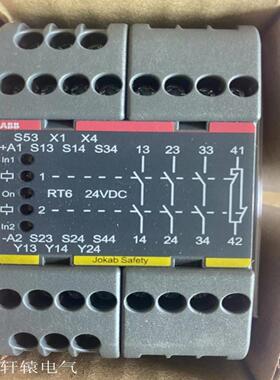 ABB
S53 X1 X4
+A1 S13 S14 S34
13 23 33 41
In1
1
On RT6 24VDC
2
In2
-A2 S23 S24 S44
14 24 34 42
Y13 Y14 Y24
Jokab Safety
轩辕电气